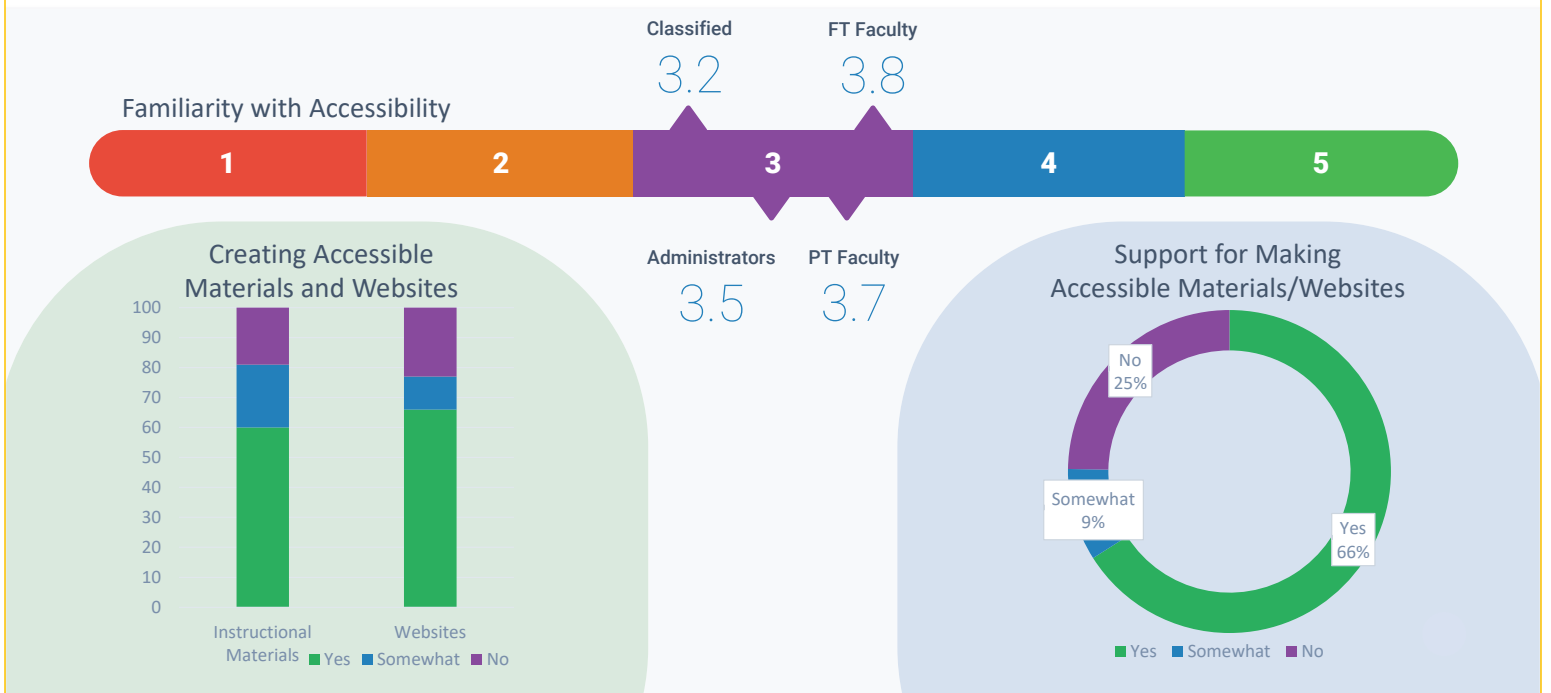 Classified
FT Faculty
3.2
3.8
Familiarity with Accessibility
1
2
3
4
5
Administrators
PT Faculty
3.5
3.7
Creating Accessible
Materials and Websites
100
90
80
70
60
50
40
30
20
10
0
Instructional
Materials
Websites
Yes
Somewhat
No
Support for Making
Accessible Materials/Websites
No
25%
Somewhat
9%
Yes
66%
Yes
Somewhat
No